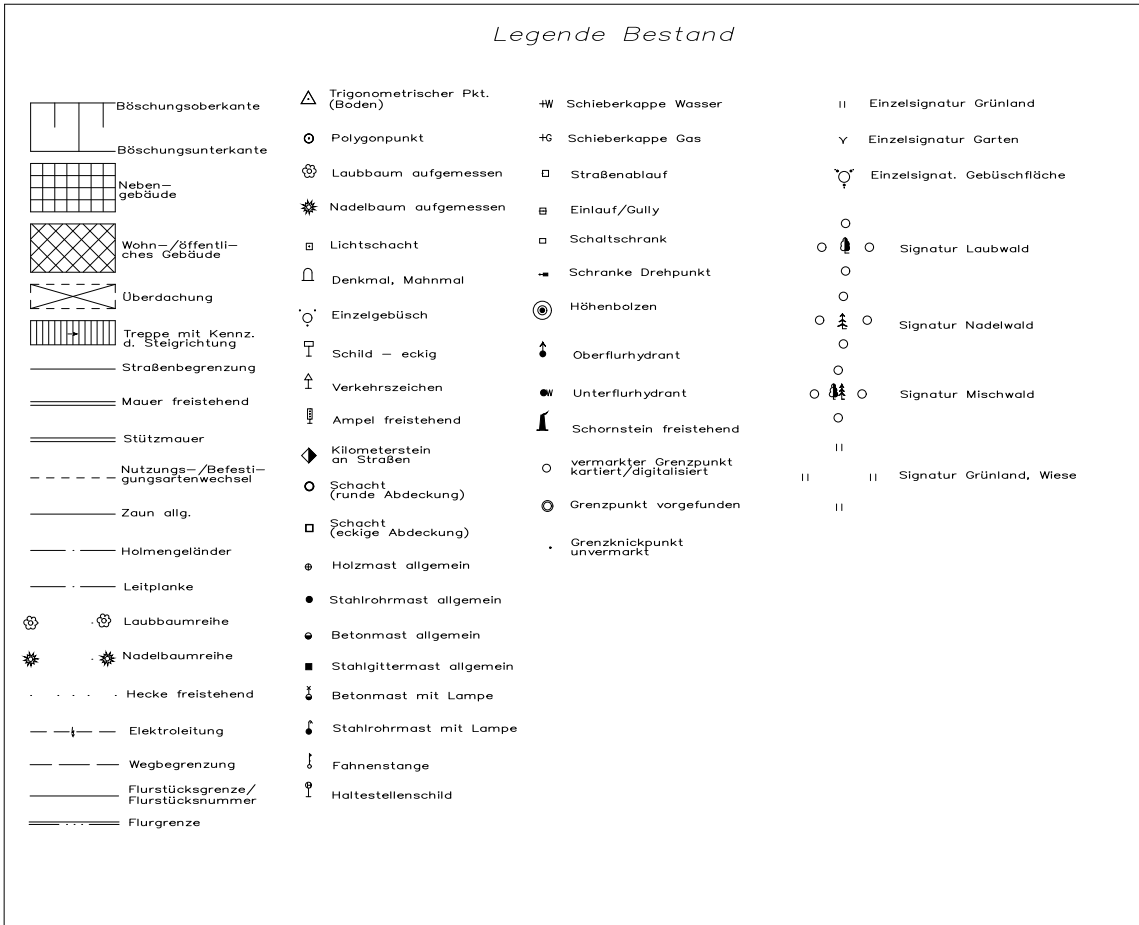 Legende Bestand
Böschungsoberkante
Böschungsunterkante
Neben–
gebäude
Wohn–/öffentli–
ches Gebäude
Überdachung
Treppe mit Kennz.
d. Steigrichtung
Straßenbegrenzung
Mauer freistehend
Stützmauer
Nutzungs–/Befesti–
gungsartenwechsel
Zaun allg.
Holmengeländer
Leitplanke
Laubbaumreihe
Nadelbaumreihe
Hecke freistehend
Elektroleitung
Wegbegrenzung
Flurstücksgrenze/
Flurstücksnummer
Flurgrenze
Trigonometrischer Pkt.
(Boden)
Polygonpunkt
Laubbaum aufgemessen
Nadelbaum aufgemessen
Lichtschacht
Denkmal, Mahnmal
Einzelgebüsch
Schild – eckig
Verkehrszeichen
Ampel freistehend
Kilometerstein
an Straßen
Schacht
(runde Abdeckung)
Schacht
(eckige Abdeckung)
Holzmast allgemein
Stahlrohrmast allgemein
Betonmast allgemein
Stahlgittermast allgemein
Betonmast mit Lampe
Stahlrohrmast mit Lampe
Fahnenstange
H Haltestellenschild
+W Schieberkappe Wasser
+G Schieberkappe Gas
Straßenablauf
Einlauf/Gully
Schaltschrank
Schranke Drehpunkt
Höhenbolzen
Oberflurhydrant
W Unterflurhydrant
Schornstein freistehend
vermarkter Grenzpunkt
kartiert/digitalisiert
Grenzpunkt vorgefunden
Grenzknickpunkt
unvermarkt
Einzelsignatur Grünland
Einzelsignatur Garten
Einzelsignat. Gebüschfläche
Signatur Laubwald
Signatur Nadelwald
Signatur Mischwald
Signatur Grünland, Wiese